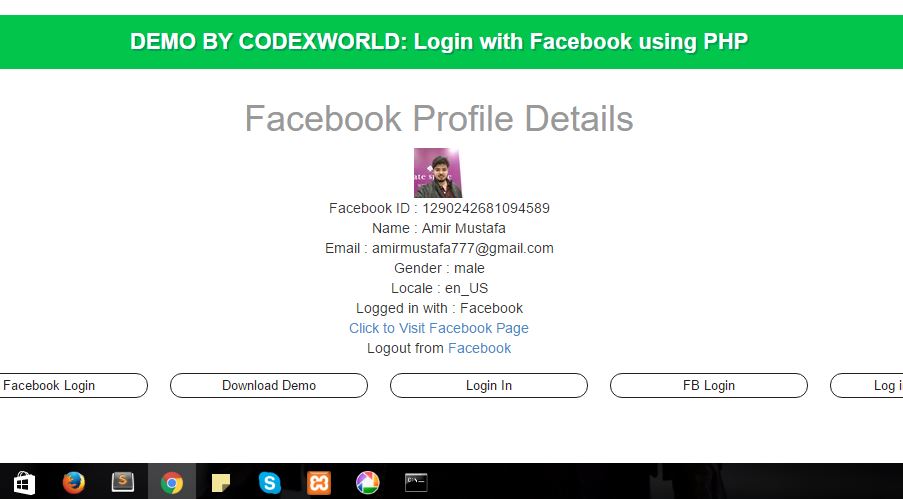 DEMO BY CODEXWORLD: Login with Facebook using PHP
Facebook Profile Details
Facebook ID : 1290242681094589
Name : Amir Mustafa
Email : amirmustafa777@gmail.com
Gender : male
Locale : en_US
Logged in with : Facebook
Click to Visit Facebook Page
Logout from Facebook
Facebook Login Download Demo Login In FB Login Log i